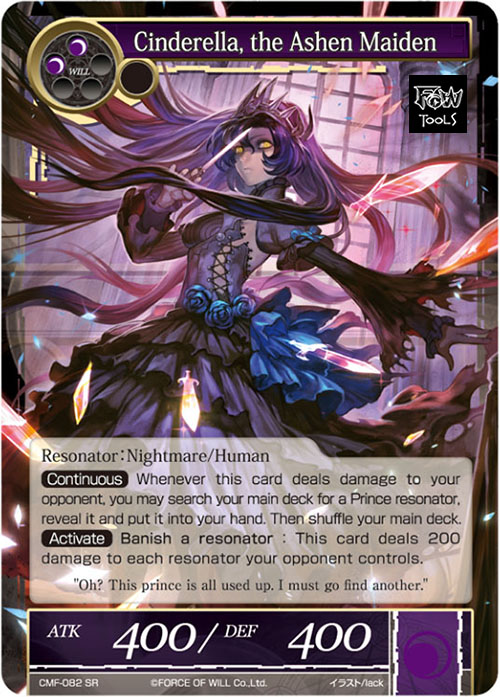 Cinderella, the Ashen Maiden
WILL
FOW
TOOLS
Resonator：Nightmare/Human
Continuous Whenever this card deals damage to your
opponent, you may search your main deck for a Prince resonator,
reveal it and put it into your hand. Then shuffle your main deck.
Activate Banish a resonator : This card deals 200
damage to each resonator your opponent controls.
"Oh? This prince is all used up. I must go find another."
ATK 400/ DEF 400
CMF-082 SR ©FORCE OF WILL Co.,Ltd. イラスト/lack